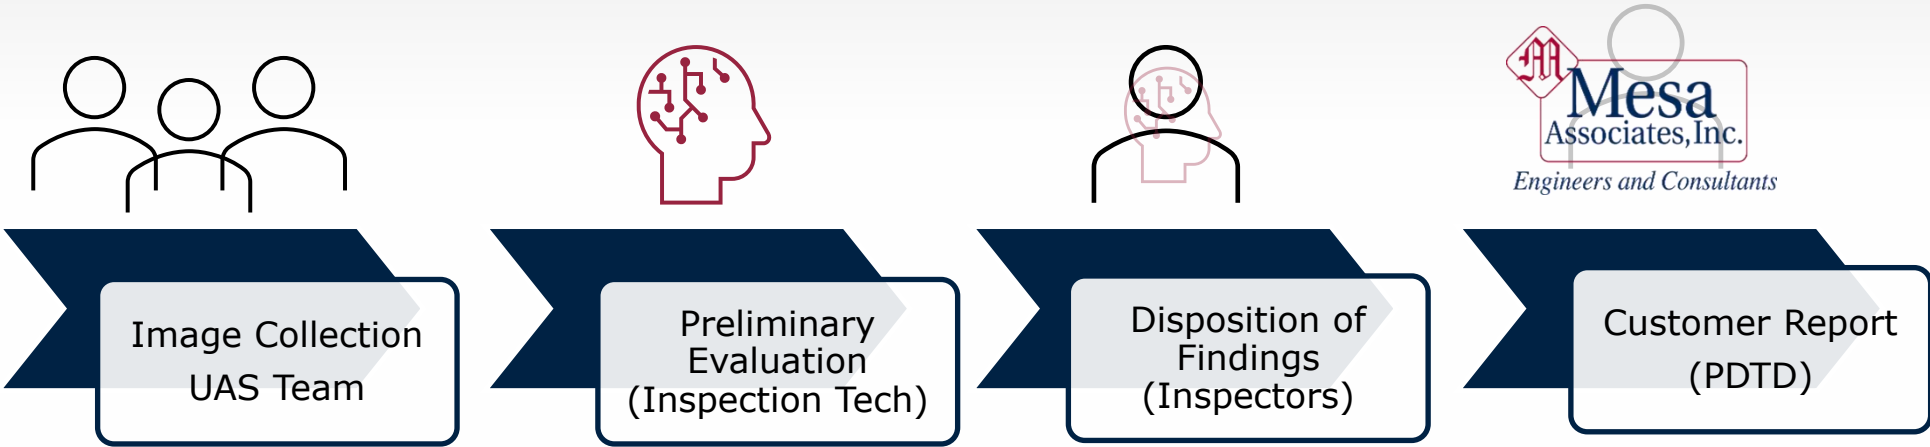 M
Mesa
Associates, Inc.
Engineers and Consultants
Image Collection
UAS Team
Preliminary
Evaluation
(Inspection Tech)
Disposition of
Findings
(Inspectors)
Customer Report
(PDTD)